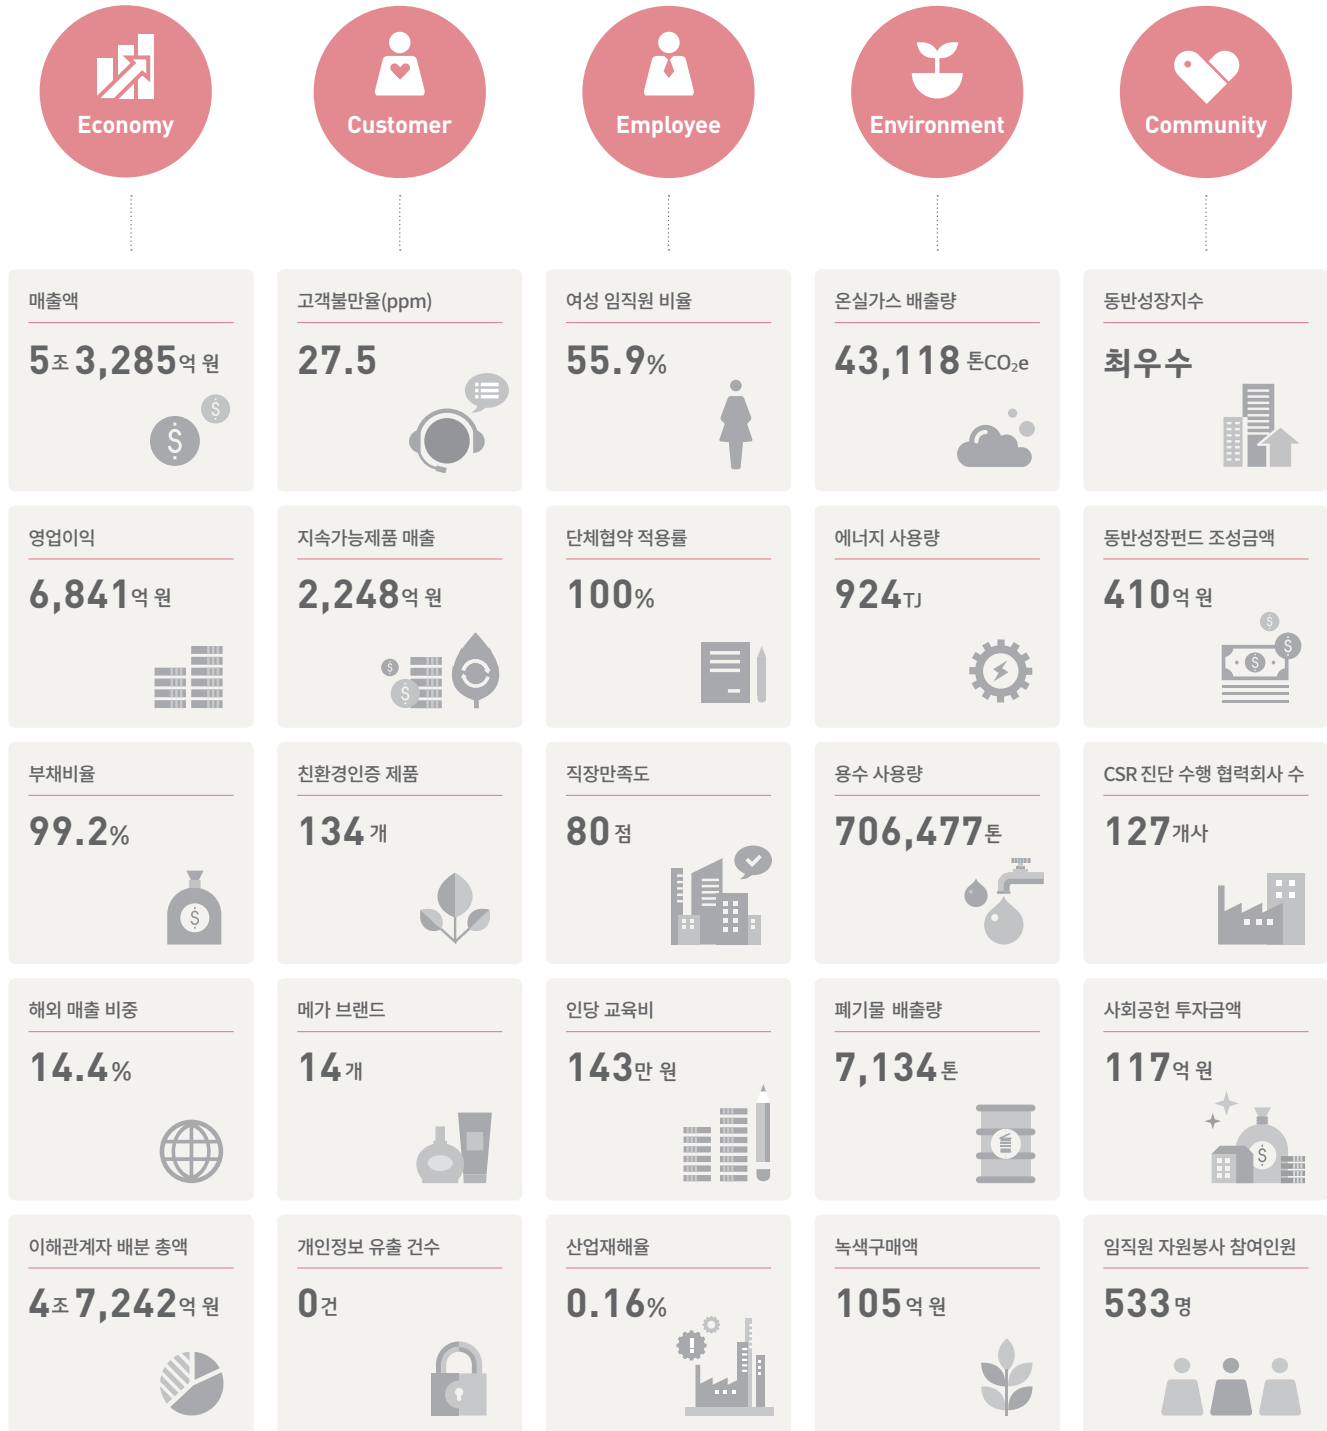 Economy
Customer
Employee
Environment
Community
매출액
5조 3,285억 원
고객불만율(ppm)
27.5
여성 임직원 비율
55.9%
온실가스 배출량
43,118 톤CO₂e
동반성장지수
최우수
영업이익
6,841억 원
지속가능제품 매출
2,248억 원
단체협약 적용률
100%
에너지 사용량
924TJ
동반성장펀드 조성금액
410억 원
부채비율
99.2%
친환경인증 제품
134개
직장만족도
80점
용수 사용량
706,477톤
CSR 진단 수행 협력회사 수
127개사
해외 매출 비중
14.4%
메가 브랜드
14개
인당 교육비
143만 원
폐기물 배출량
7,134톤
사회공헌 투자금액
117억 원
이해관계자 배분 총액
4조 7,242억 원
개인정보 유출 건수
0건
산업재해율
0.16%
녹색구매액
105억 원
임직원 자원봉사 참여인원
533명